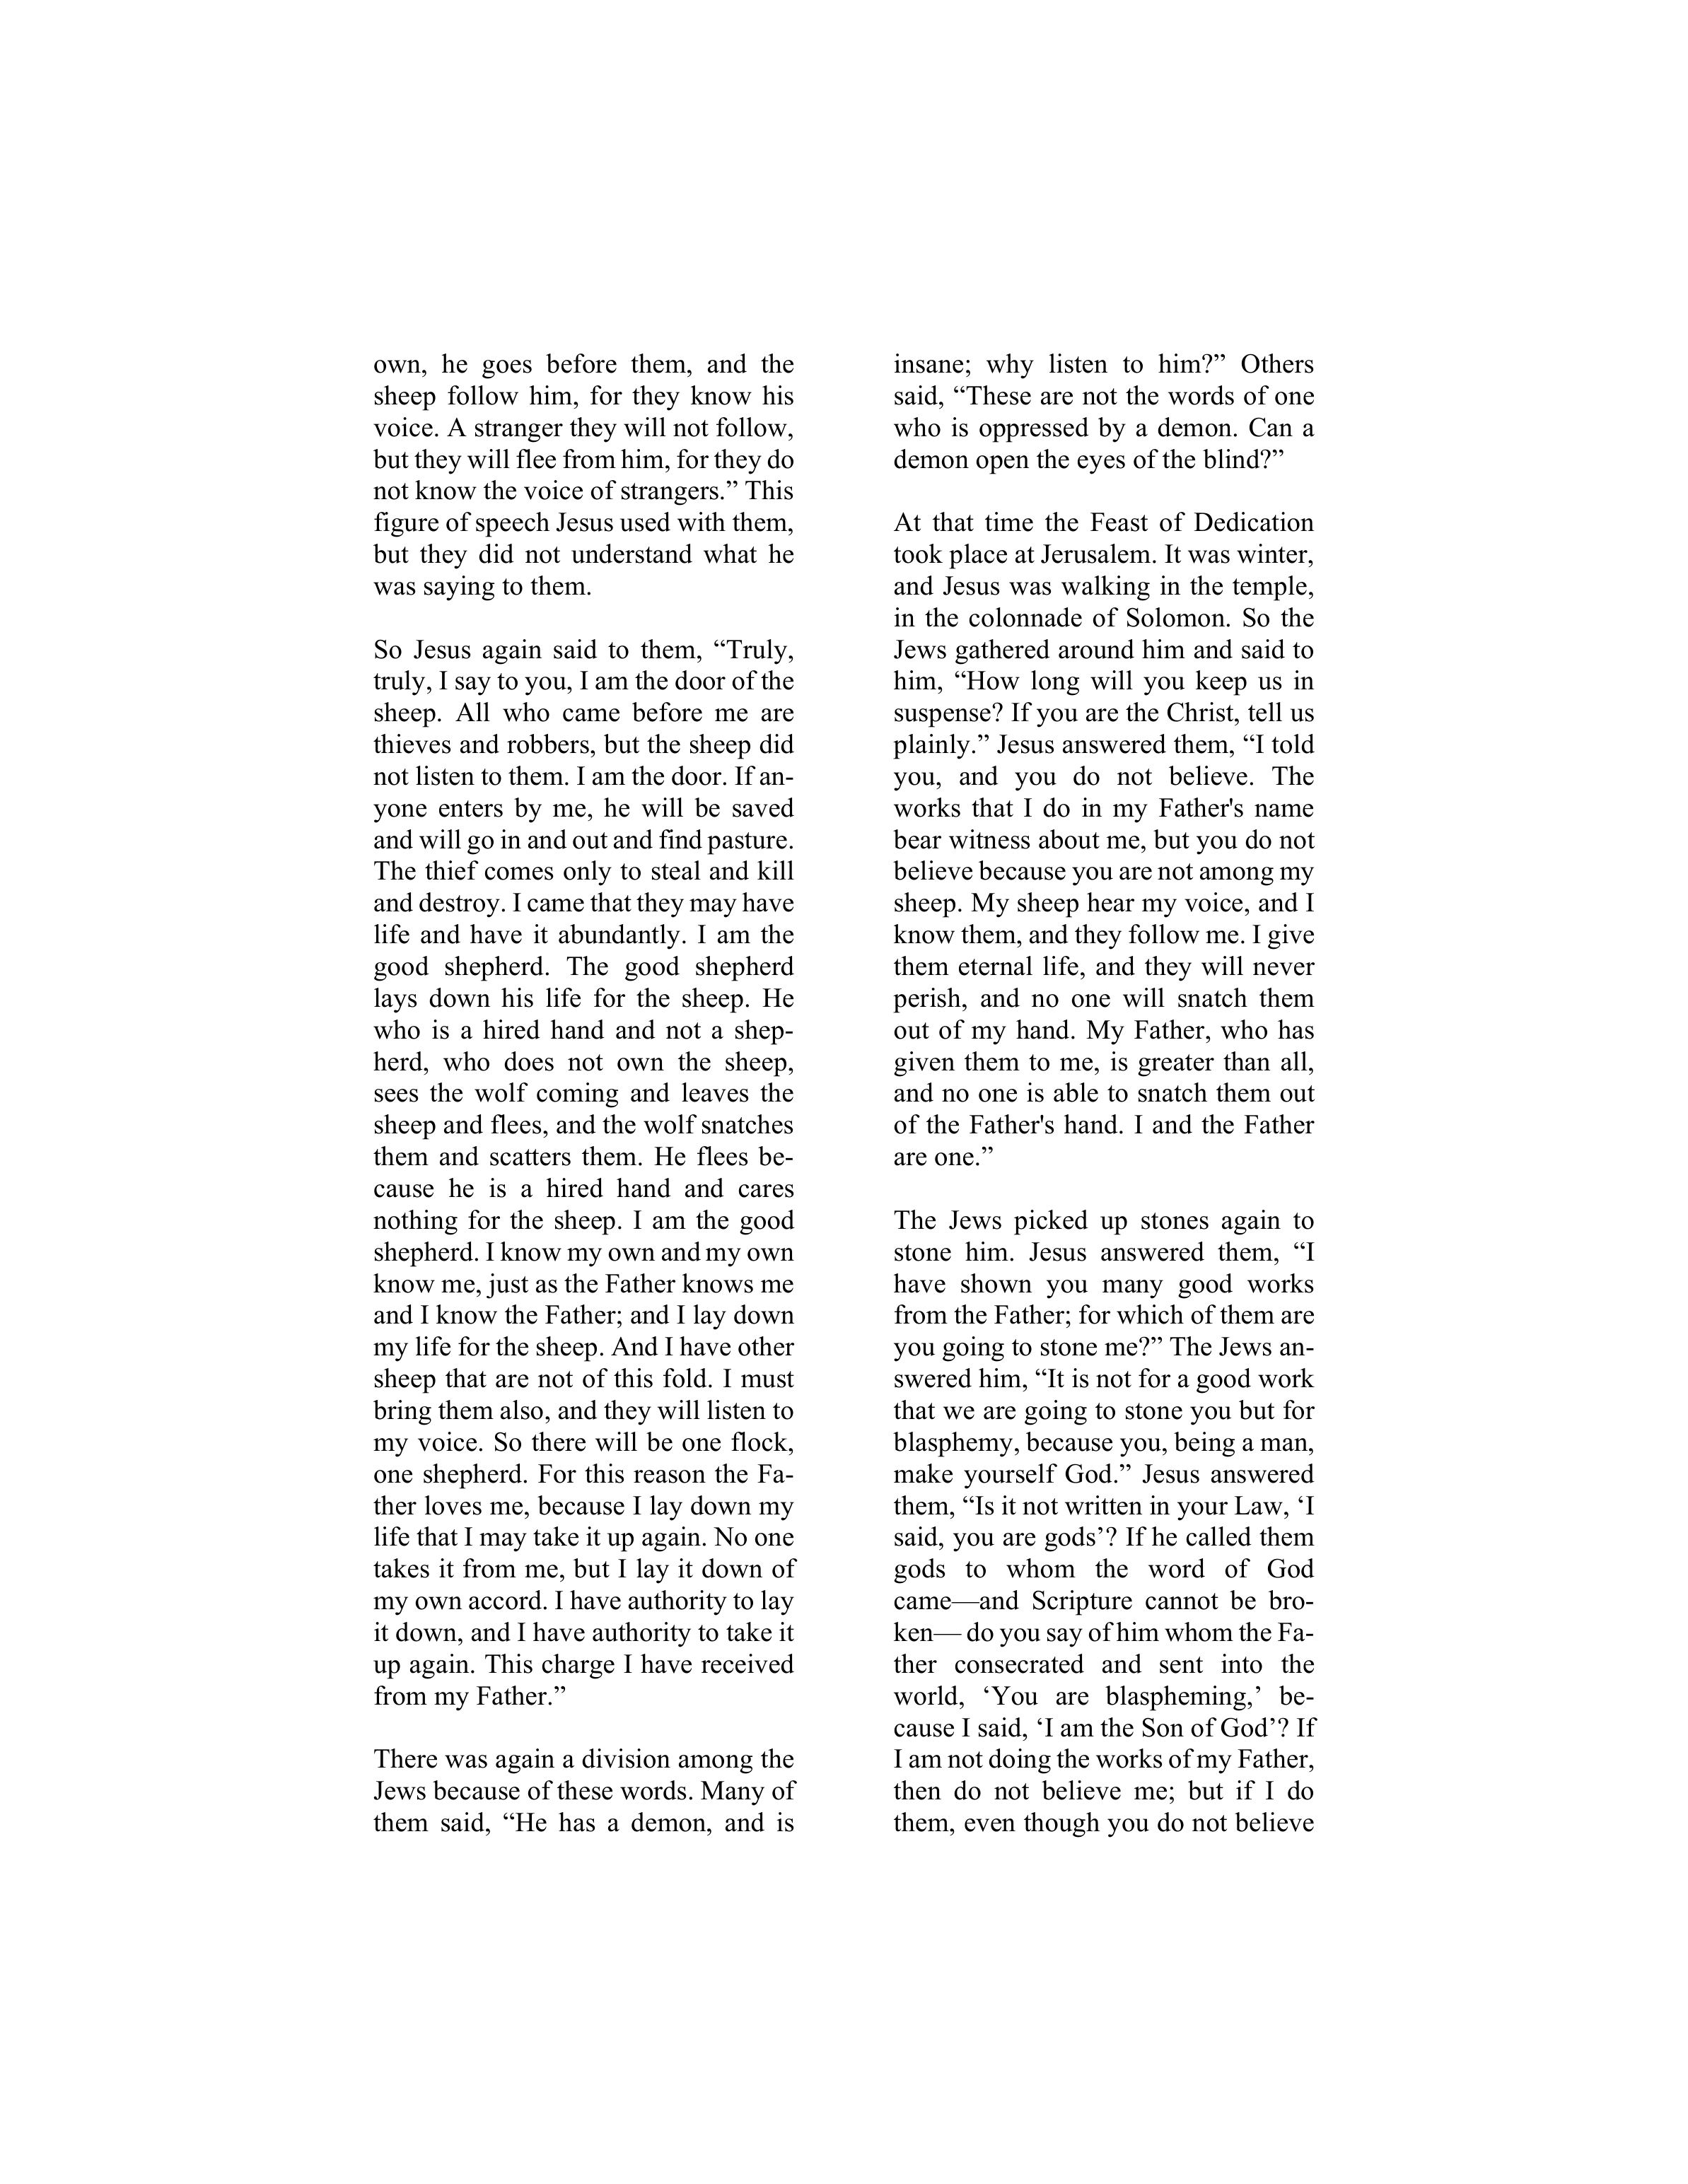 own, he goes before them, and the
sheep follow him, for they know his
voice. A stranger they will not follow,
but they will flee from him, for they do
not know the voice of strangers.” This
figure of speech Jesus used with them,
but they did not understand what he
was saying to them.
So Jesus again said to them, “Truly,
truly, I say to you, I am the door of the
sheep. All who came before me are
thieves and robbers, but the sheep did
not listen to them. I am the door. If an-
yone enters by me, he will be saved
and will go in and out and find pasture.
The thief comes only to steal and kill
and destroy. I came that they may have
life and have it abundantly. I am the
good shepherd. The good shepherd
lays down his life for the sheep. He
who is a hired hand and not a shep-
herd, who does not own the sheep,
sees the wolf coming and leaves the
sheep and flees, and the wolf snatches
them and scatters them. He flees be-
cause he is a hired hand and cares
nothing for the sheep. I am the good
shepherd. I know my own and my own
know me, just as the Father knows me
and I know the Father; and I lay down
my life for the sheep. And I have other
sheep that are not of this fold. I must
bring them also, and they will listen to
my voice. So there will be one flock,
one shepherd. For this reason the Fa-
ther loves me, because I lay down my
life that I may take it up again. No one
takes it from me, but I lay it down of
my own accord. I have authority to lay
it down, and I have authority to take it
up again. This charge I have received
from my Father.”
There was again a division among the
Jews because of these words. Many of
them said, “He has a demon, and is
insane; why listen to him?” Others
said, “These are not the words of one
who is oppressed by a demon. Can a
demon open the eyes of the blind?”
At that time the Feast of Dedication
took place at Jerusalem. It was winter,
and Jesus was walking in the temple,
in the colonnade of Solomon. So the
Jews gathered around him and said to
him, “How long will you keep us in
suspense? If you are the Christ, tell us
plainly.” Jesus answered them, “I told
you, and you do not believe. The
works that I do in my Father's name
bear witness about me, but you do not
believe because you are not among my
sheep. My sheep hear my voice, and I
know them, and they follow me. I give
them eternal life, and they will never
perish, and no one will snatch them
out of my hand. My Father, who has
given them to me, is greater than all,
and no one is able to snatch them out
of the Father's hand. I and the Father
are one.”
The Jews picked up stones again to
stone him. Jesus answered them, “I
have shown you many good works
from the Father; for which of them are
you going to stone me?” The Jews an-
swered him, “It is not for a good work
that we are going to stone you but for
blasphemy, because you, being a man,
make yourself God.” Jesus answered
them, “Is it not written in your Law, ‘I
said, you are gods’? If he called them
gods to whom the word of God
came—and Scripture cannot be bro-
ken— do you say of him whom the Fa-
ther consecrated and sent into the
world, ‘You are blaspheming,’ be-
cause I said, ‘I am the Son of God’? If
I am not doing the works of my Father,
then do not believe me; but if I do
them, even though you do not believe